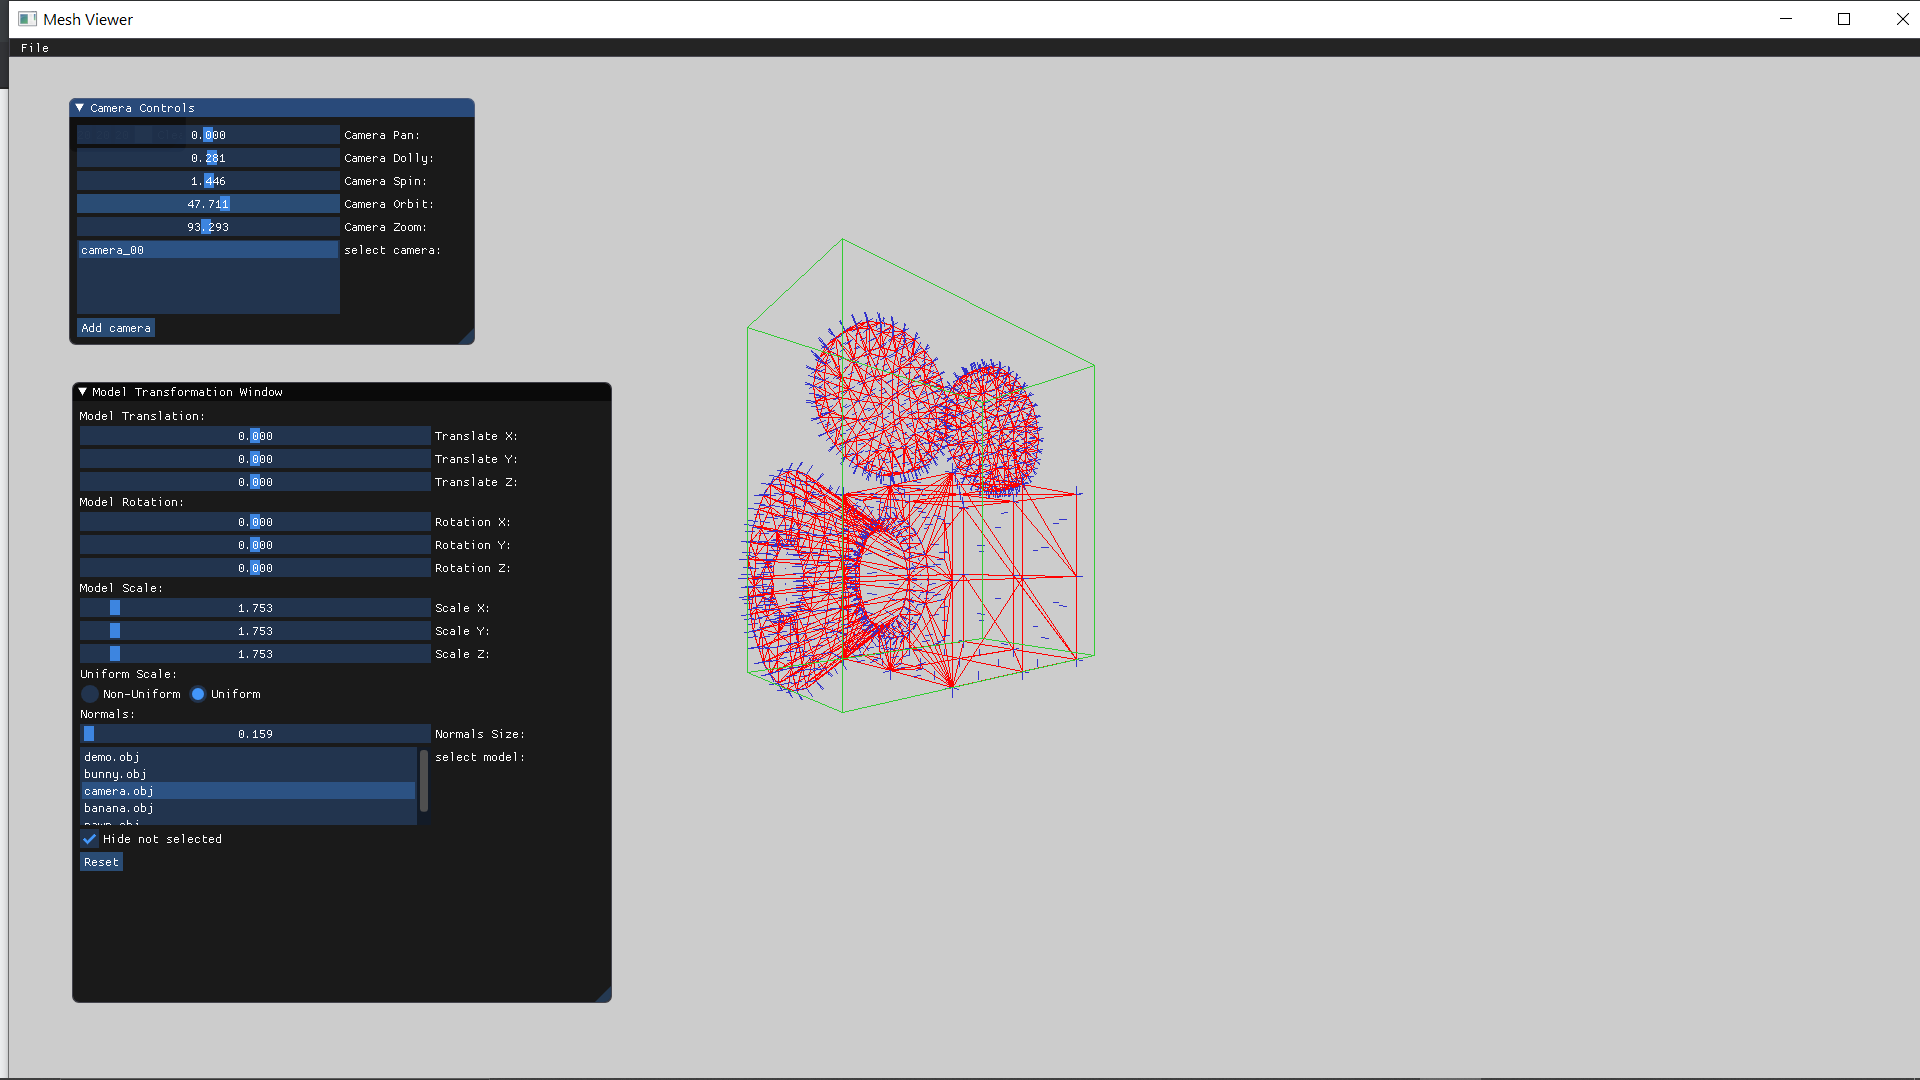 Mesh Viewer
File
Camera Controls
0.000 Camera Pan:
0.281 Camera Dolly:
1.446 Camera Spin:
47.711 Camera Orbit:
93.293 Camera Zoom:
camera_00 select camera:
Add camera
Model Transformation Window
Model Translation:
0.000 Translate X:
0.000 Translate Y:
0.000 Translate Z:
Model Rotation:
0.000 Rotation X:
0.000 Rotation Y:
0.000 Rotation Z:
Model Scale:
1.753 Scale X:
1.753 Scale Y:
1.753 Scale Z:
Uniform Scale:
Non-Uniform Uniform
Normals:
0.159 Normals Size:
demo.obj select model:
bunny.obj
camera.obj
banana.obj
Hide not selected
Reset